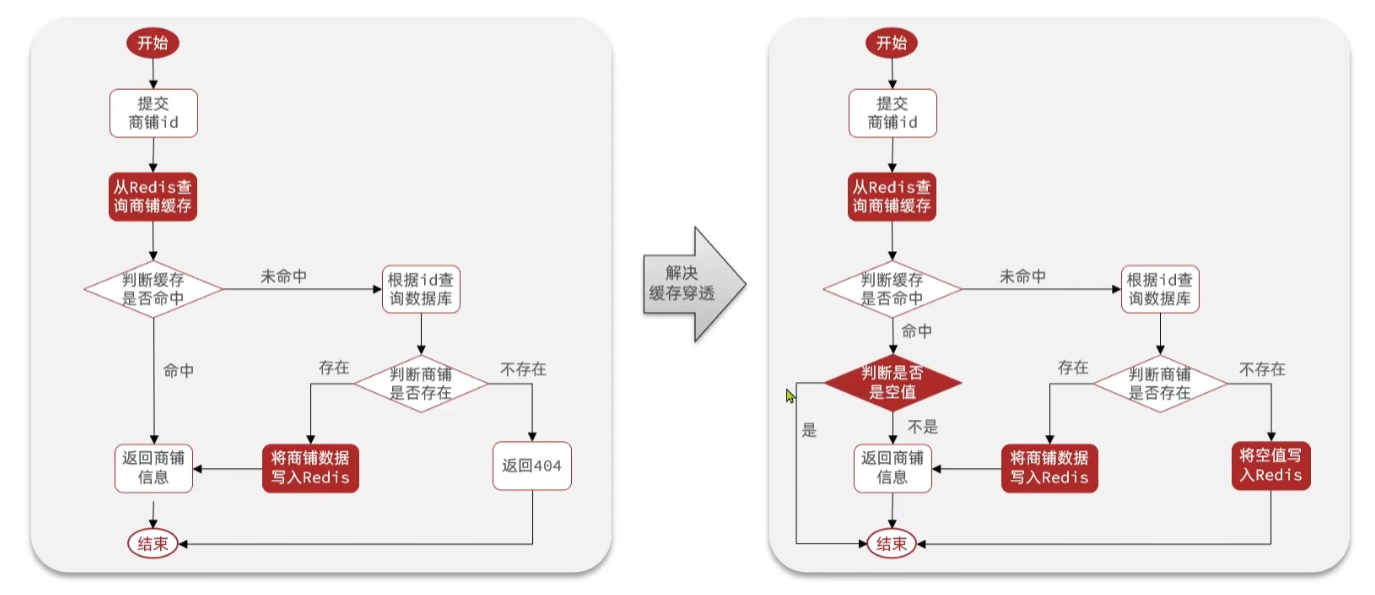 开始
提交
商铺id
从Redis查
询商铺缓存
判断缓存
是否命中
未命中
根据id查
询数据库
命中
存在
判断商铺
是否存在
不存在
返回商铺
信息
将商铺数据
写入Redis
返回404
结束
解决
缓存穿透
开始
提交
商铺id
从Redis查
询商铺缓存
判断缓存
是否命中
未命中
根据id查
询数据库
命中
判断是否
是空值
存在
判断商铺
是否存在
不存在
是
不是
返回商铺
信息
将商铺数据
写入Redis
将空值写
入Redis
结束